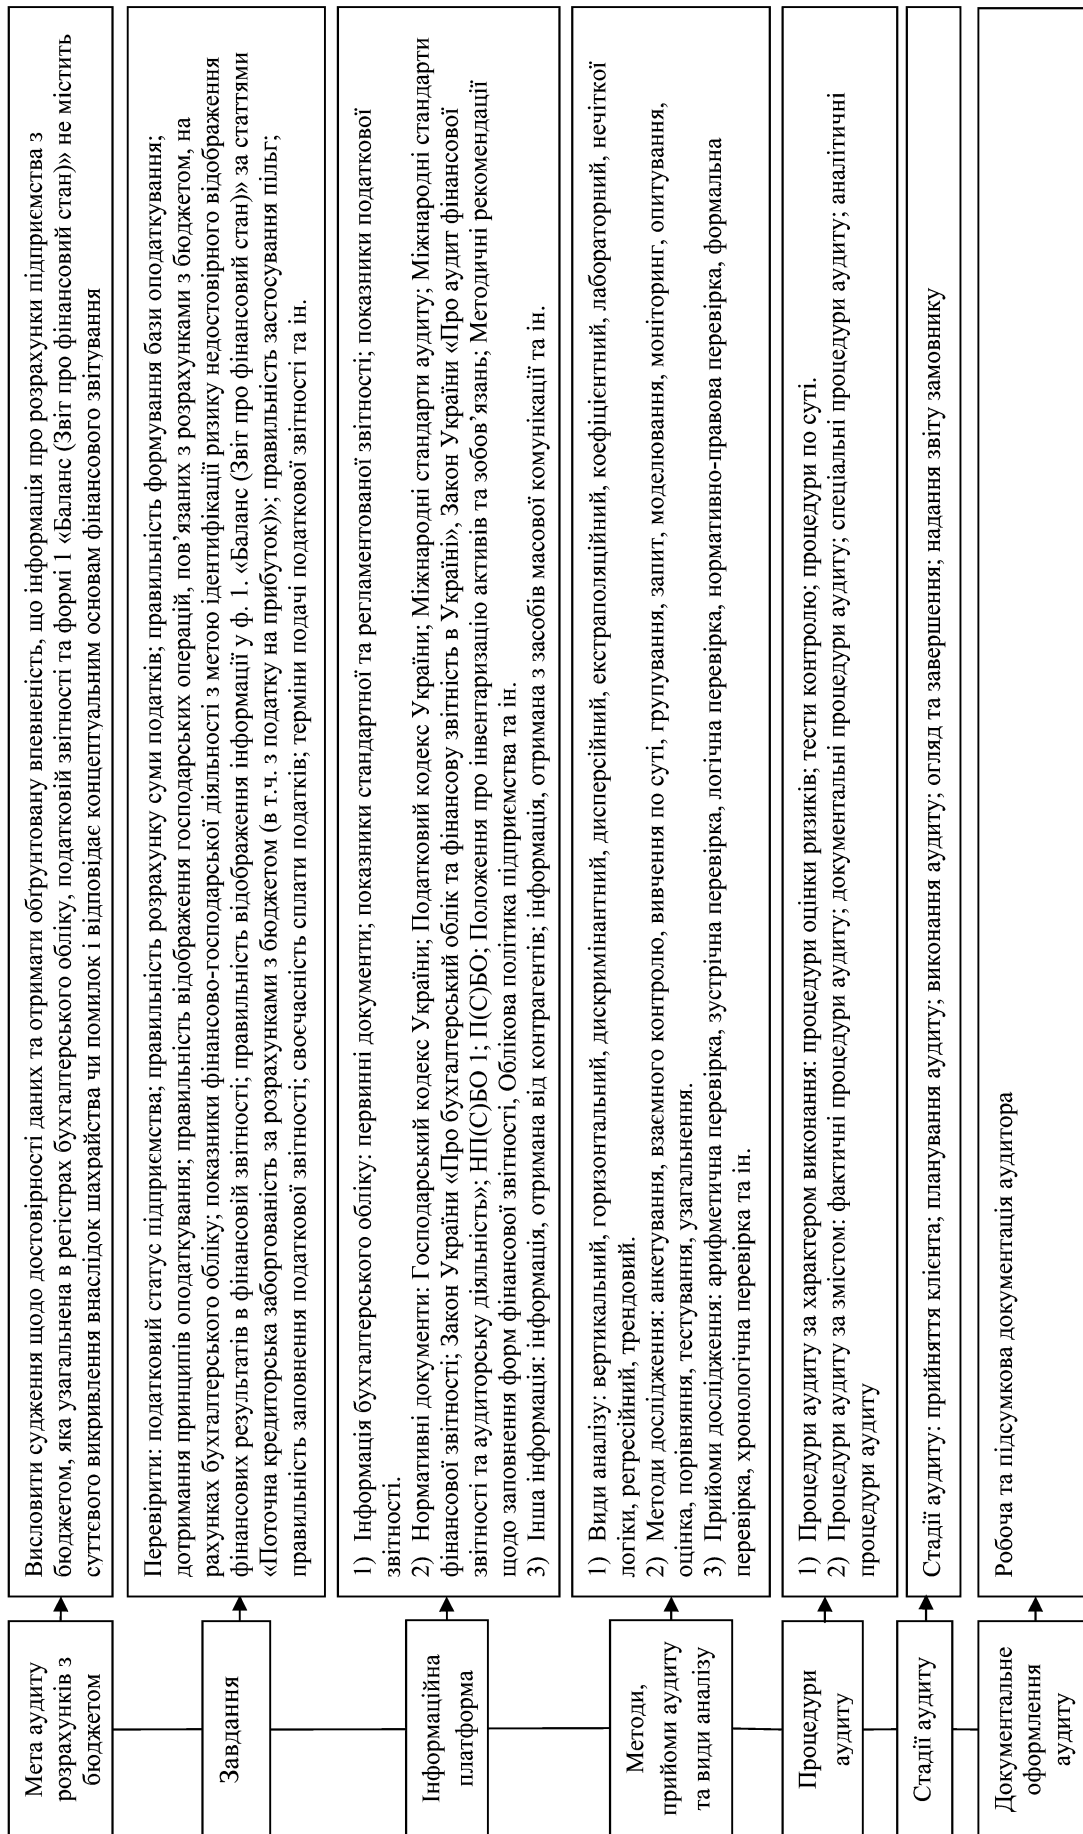 Мета аудиту
розрахунків з
бюджетом
Висловити судження щодо достовірності даних та отримати обґрунтовану впевненість, що інформація про розрахунки підприємства з
бюджетом, яка узагальнена в регістрах бухгалтерського обліку, податковій звітності та формі 1 «Баланс (Звіт про фінансовий стан)» не містить
суттєвого викривлення внаслідок шахрайства чи помилок і відповідає концептуальним основам фінансового звітування
Завдання
Перевірити: податковий статус підприємства; правильність розрахунку суми податків; правильність формування бази оподаткування;
дотримання принципів оподаткування; правильність відображення господарських операцій, пов’язаних з розрахунками з бюджетом, на
рахунках бухгалтерського обліку; показники фінансово-господарської діяльності з метою ідентифікації ризику недостовірного відображення
фінансових результатів в фінансовій звітності; правильність відображення інформації у ф. 1. «Баланс (Звіт про фінансовий стан)» за статтями
«Поточна кредиторська заборгованість за розрахунками з бюджетом (в т.ч. з податку на прибуток)»; правильність застосування пільг;
правильність заповнення податкової звітності; своєчасність сплати податків; терміни подачі податкової звітності та ін.
Інформаційна
платформа
1) Інформація бухгалтерського обліку: первинні документи; показники стандартної та регламентованої звітності; показники податкової
звітності.
2) Нормативні документи: Господарський кодекс України; Податковий кодекс України; Міжнародні стандарти аудиту; Міжнародні стандарти
фінансової звітності; Закон України «Про бухгалтерський облік та фінансову звітність в Україні», Закон України «Про аудит фінансової
звітності та аудиторську діяльність»; НП(С)БО 1; П(С)БО; Положення про інвентаризацію активів та зобов’язань; Методичні рекомендації
щодо заповнення форм фінансової звітності, Облікова політика підприємства та ін.
3) Інша інформація: інформація, отримана від контрагентів; інформація, отримана з засобів масової комунікації та ін.
Методи,
прийоми аудиту
та види аналізу
1) Види аналізу: вертикальний, горизонтальний, дискримінантний, дисперсійний, екстраполяційний, коефіцієнтний, лабораторний, нечіткої
логіки, регресійний, трендовий.
2) Методи дослідження: анкетування, взаємного контролю, вивчення по суті, групування, запит, моделювання, моніторинг, опитування,
оцінка, порівняння, тестування, узагальнення.
3) Прийоми дослідження: арифметична перевірка, зустрічна перевірка, логічна перевірка, нормативно-правова перевірка, формальна
перевірка, хронологічна перевірка та ін.
Процедури
аудиту
1) Процедури аудиту за характером виконання: процедури оцінки ризиків; тести контролю; процедури по суті.
2) Процедури аудиту за змістом: фактичні процедури аудиту; документальні процедури аудиту; спеціальні процедури аудиту; аналітичні
процедури аудиту
Стадії аудиту
Стадії аудиту: прийняття клієнта; планування аудиту; виконання аудиту; огляд та завершення; надання звіту замовнику
Документальне
оформлення
аудиту
Робоча та підсумкова документація аудитора